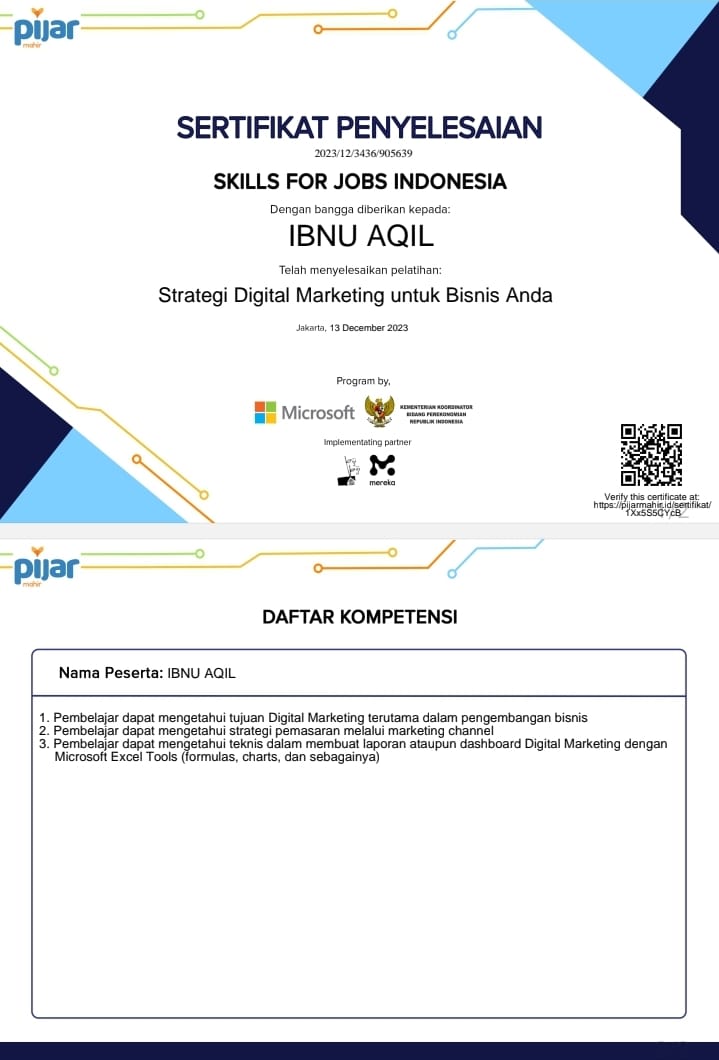 pijar
mahir
SERTIFIKAT PENYELESAIAN
2023/12/3436/905639
SKILLS FOR JOBS INDONESIA
Dengan bangga diberikan kepada:
IBNU AQIL
Telah menyelesaikan pelatihan:
Strategi Digital Marketing untuk Bisnis Anda
Jakarta, 13 December 2023
Program by,
Microsoft
KEMENTERIAN KOORDINATOR
BIDANG PEREKONOMIAN
REPUBLIK INDONESIA
Implementating partner
mereka
Verify this certificate at:
https://pijarmahir.id/sertifikat/
pijar
mahir
DAFTAR KOMPETENSI
Nama Peserta: IBNU AQIL
1. Pembelajar dapat mengetahui tujuan Digital Marketing terutama dalam pengembangan bisnis
2. Pembelajar dapat mengetahui strategi pemasaran melalui marketing channel
3. Pembelajar dapat mengetahui teknis dalam membuat laporan ataupun dashboard Digital Marketing dengan
Microsoft Excel Tools (formulas, charts, dan sebagainya)